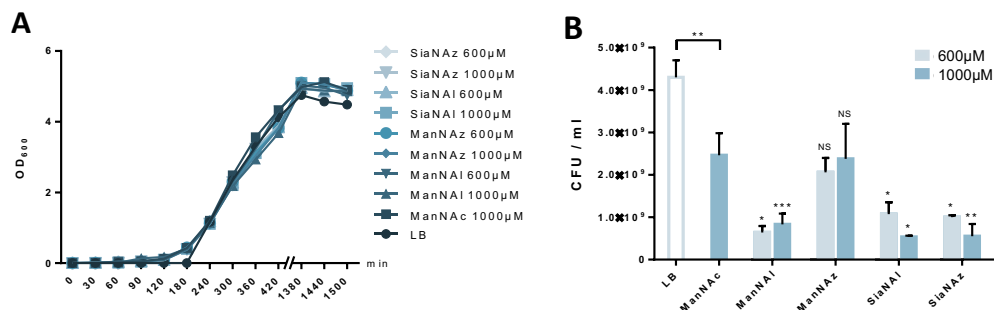 A
6
4
2
0
OD600
0
30
60
90
120
180
240
300
360
420
1380
1440
1500
min
SiaNAz 600µM
SiaNAz 1000µM
SiaNAl 600µM
SiaNAl 1000µM
ManNAz 600µM
ManNAz 1000µM
ManNAl 600µM
ManNAl 1000µM
ManNAc 1000µM
LB
B
CFU / ml
5.0×10⁹
4.0×10⁹
3.0×10⁹
2.0×10⁹
1.0×10⁹
0
**
600µM
1000µM
*
***
NS
NS
*
*
*
**
LB
ManNAc
ManNAl
ManNAz
SiaNAl
SiaNAz